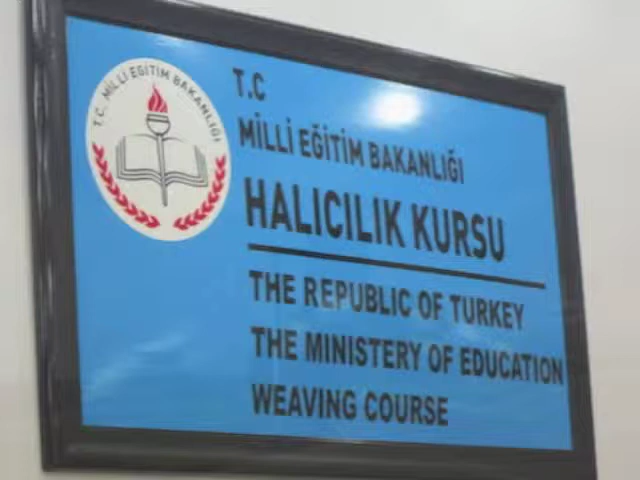 T.C. MİLLİ EĞİTİM BAKANLIĞI
T.C
MİLLİ EĞİTİM BAKANLIĞI
HALICILIK KURSU
THE REPUBLIC OF TURKEY
THE MINISTERY OF EDUCATION
WEAVING COURSE